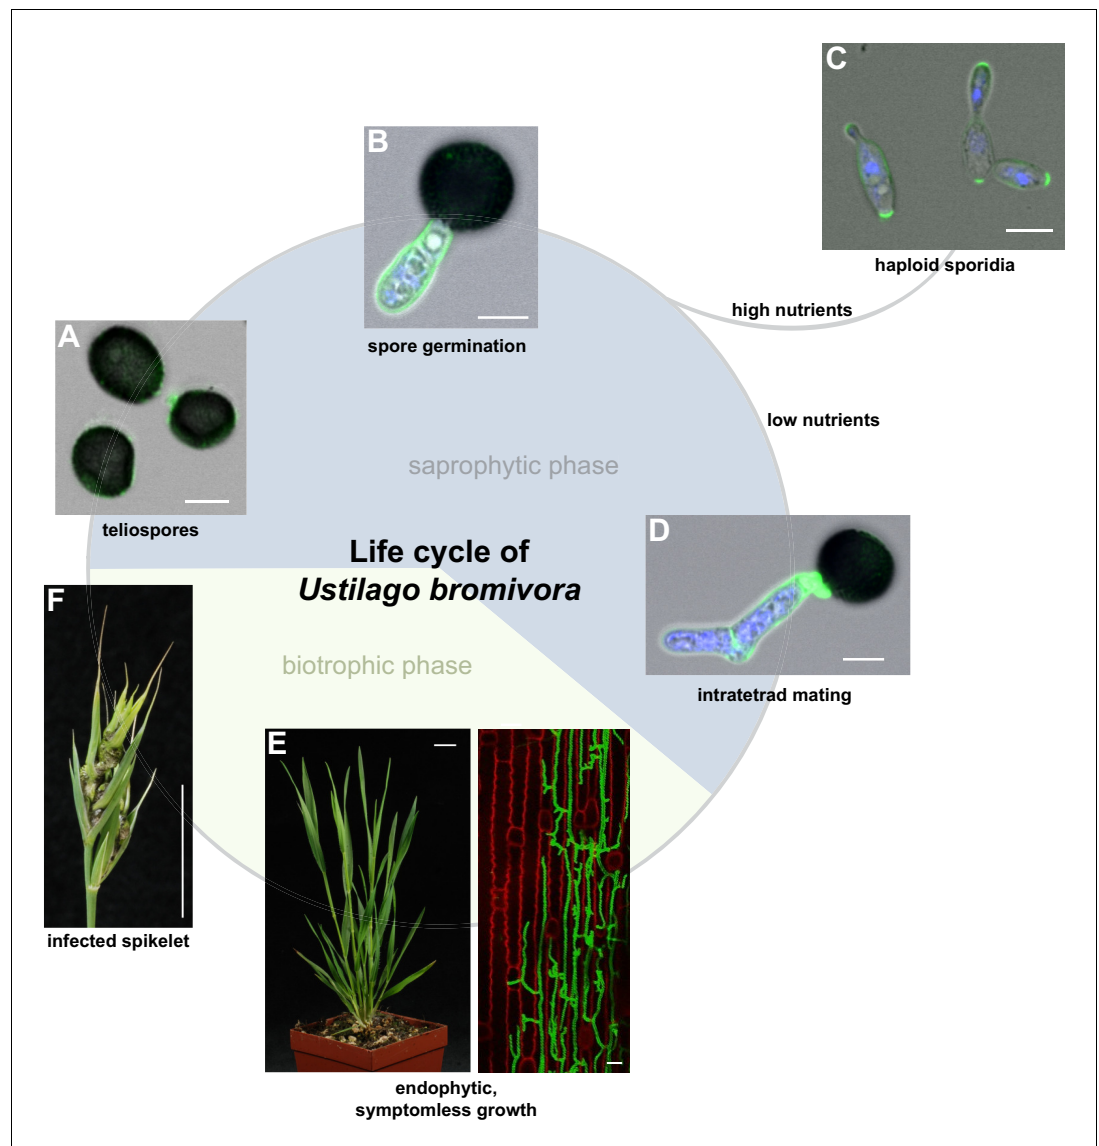 C
B
haploid sporidia
high nutrients
A
spore germination
low nutrients
saprophytic phase
teliospores
D
Life cycle of
Ustilago bromivora
F
biotrophic phase
intratetrad mating
E
infected spikelet
endophytic,
symptomless growth